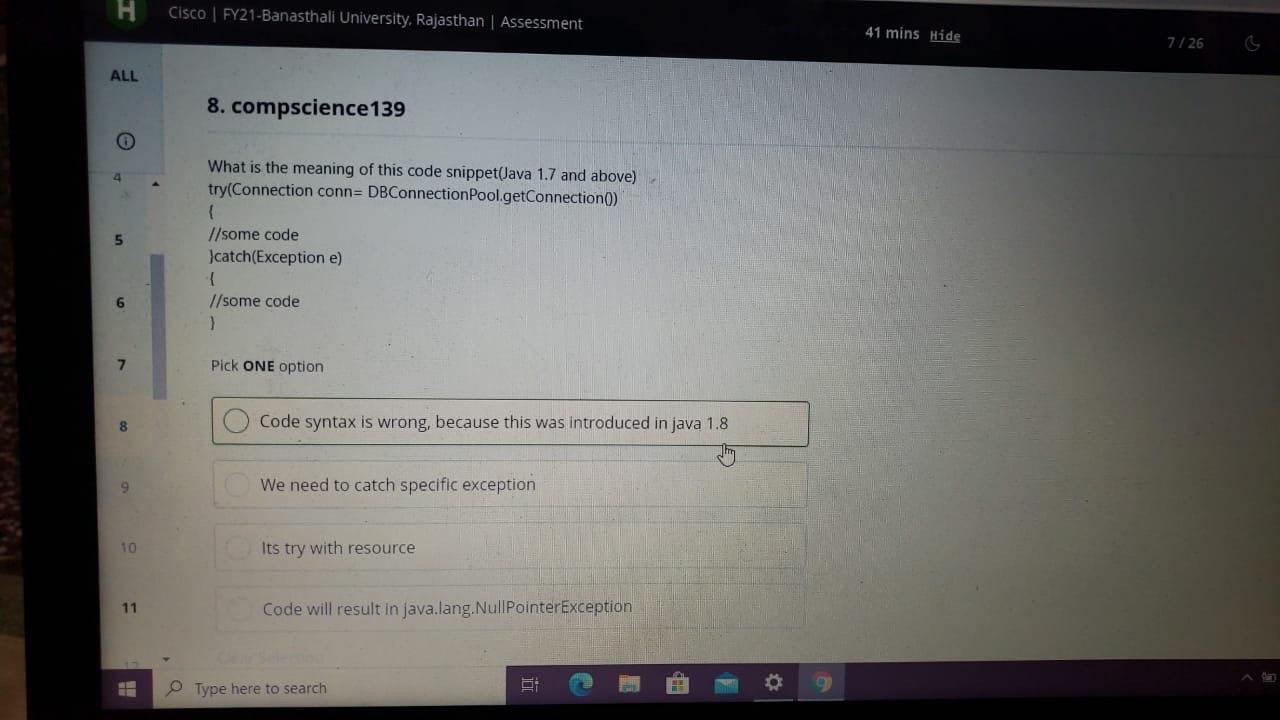 H
Cisco | FY21-Banasthali University, Rajasthan | Assessment
41 mins Hide
7 / 26
ALL
8. compscience139
What is the meaning of this code snippet(Java 1.7 and above)
try(Connection conn= DBConnectionPool.getConnection())
{
//some code
}catch(Exception e)
{
//some code
}
Pick ONE option
Code syntax is wrong, because this was introduced in java 1.8
We need to catch specific exception
Its try with resource
Code will result in java.lang.NullPointerException
Clear Selection
4
5
6
7
8
9
10
11
12
Type here to search